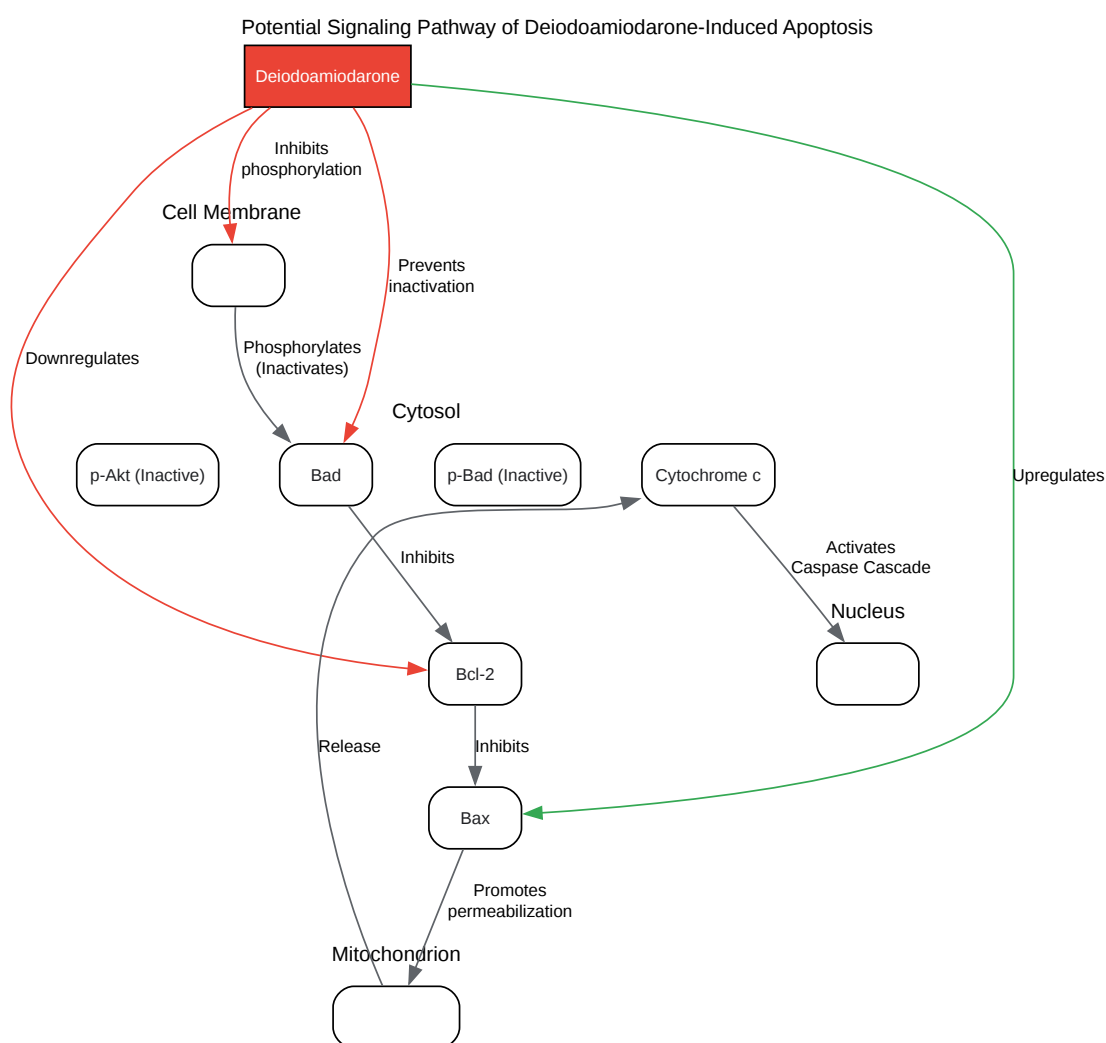 Potential Signaling Pathway of Deiodoamiodarone-Induced Apoptosis
Deiodoamiodarone
Inhibits
phosphorylation
Cell Membrane
Prevents
inactivation
Phosphorylates
(Inactivates)
Downregulates
Cytosol
p-Akt (Inactive)
Bad
p-Bad (Inactive)
Cytochrome c
Upregulates
Inhibits
Activates
Caspase Cascade
Nucleus
Bcl-2
Release
Inhibits
Bax
Promotes
permeabilization
Mitochondrion